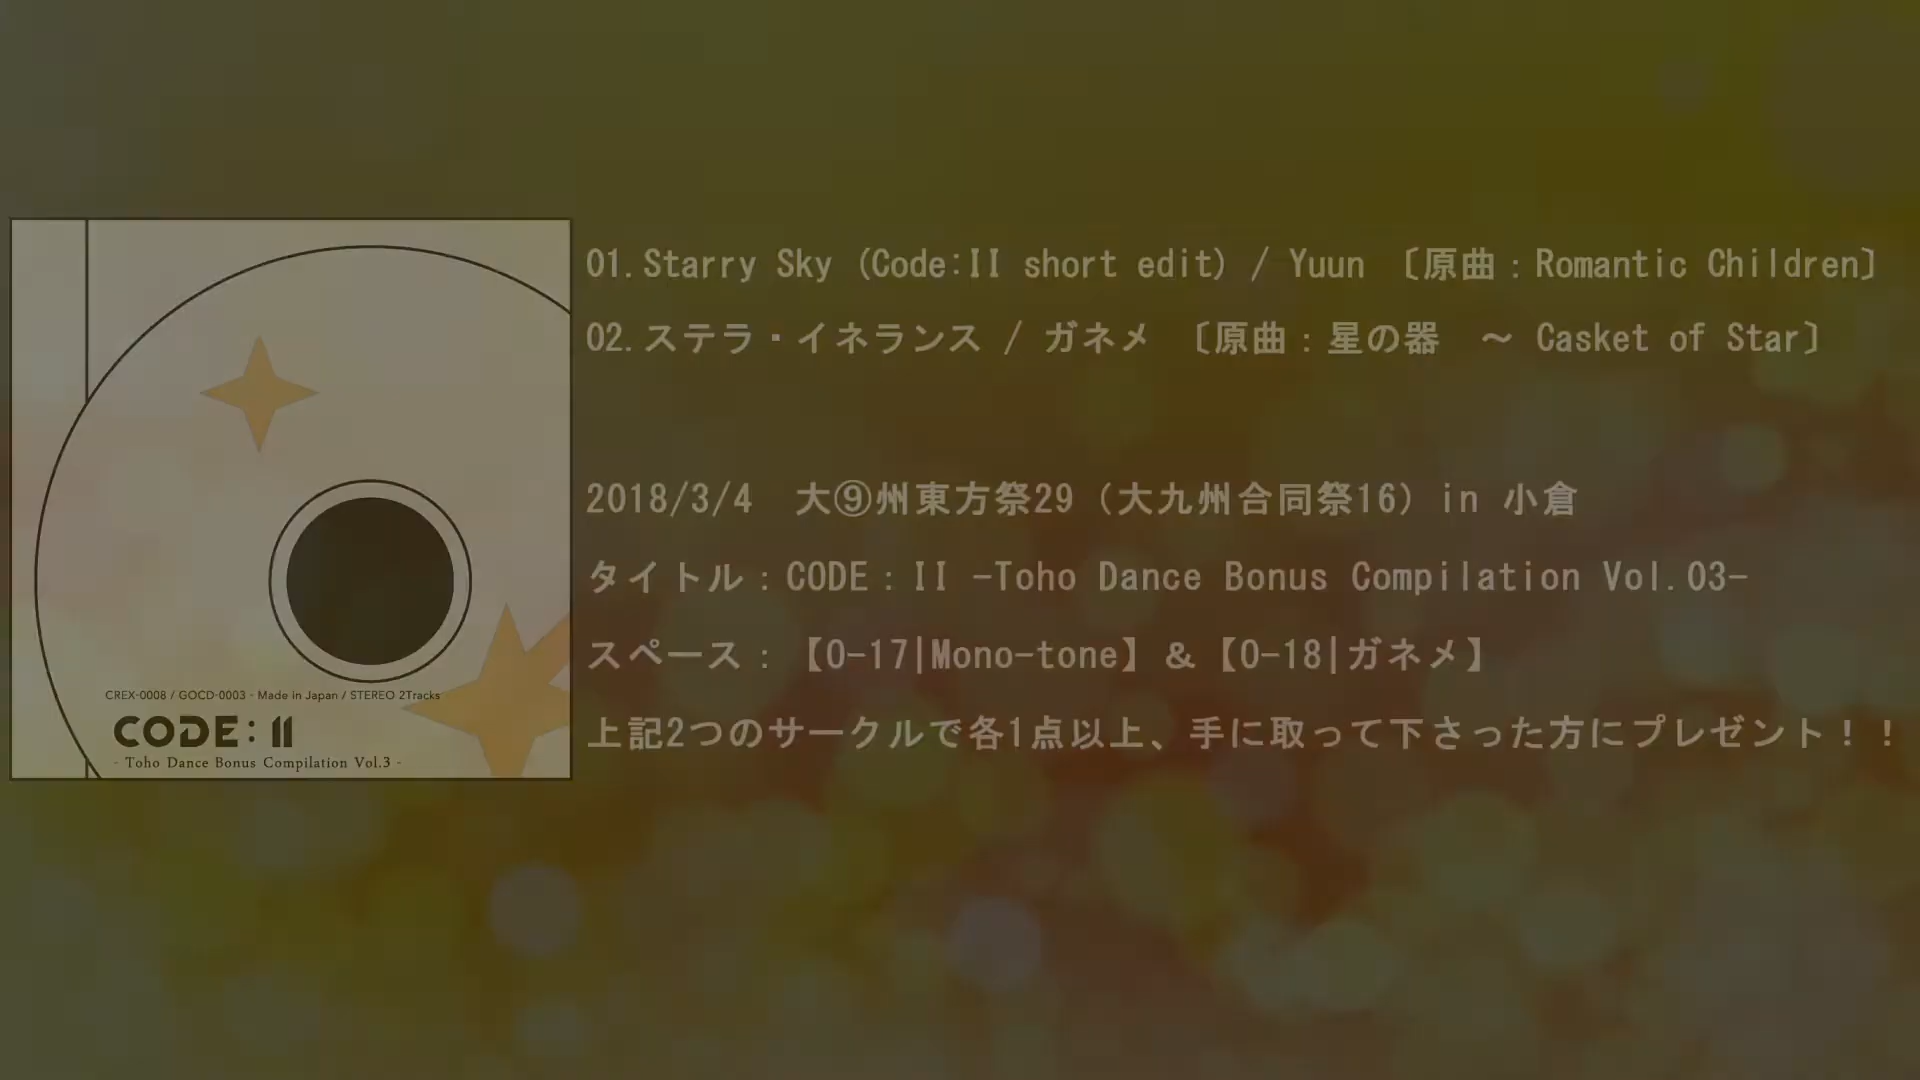 01.Starry Sky (Code:II short edit) / Yuun 〔原曲：Romantic Children〕
02.ステラ・イネランス / ガネメ 〔原曲：星の器　～ Casket of Star〕
2018/3/4　大⑨州東方祭29（大九州合同祭16）in 小倉
タイトル：CODE：II -Toho Dance Bonus Compilation Vol.03-
スペース：【O-17|Mono-tone】＆【O-18|ガネメ】
上記2つのサークルで各1点以上、手に取って下さった方にプレゼント！！
CREX-0008 / GOCD-0003 - Made in Japan / STEREO 2Tracks
CODE: II
- Toho Dance Bonus Compilation Vol.3 -